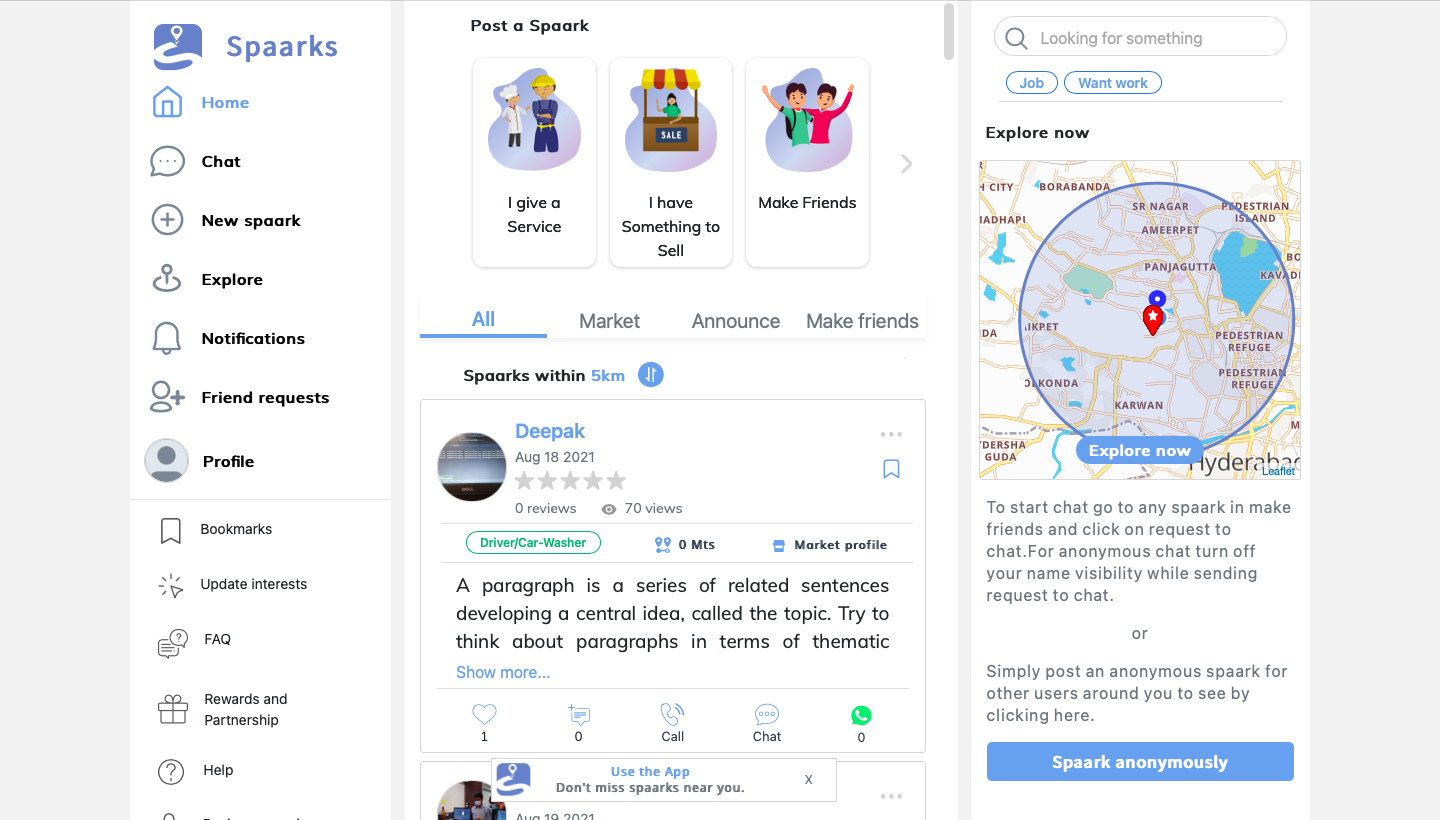 Spaarks
Home
Chat
New spaark
Explore
Notifications
Friend requests
Profile
Bookmarks
Update interests
FAQ
Rewards and
Partnership
Help
Post a Spaark
SALE
I give a
Service
I have
Something to
Sell
Make Friends
All
Market
Announce
Make friends
Spaarks within 5km
Deepak
Aug 18 2021
0 reviews
70 views
Driver/Car-Washer
0 Mts
Market profile
A paragraph is a series of related sentences
developing a central idea, called the topic. Try to
think about paragraphs in terms of thematic
Show more...
1
0
Call
Chat
0
Use the App
Don't miss spaarks near you.
X
Aug 19 2021
Looking for something
Job
Want work
Explore now
H CITY
BORABANDA
SR NAGAR
PEDESTRIAN
ISLAND
IADHAPI
AMEERPET
PANJAGUTTA
KAVADI
DA
AIKPET
PEDESTRIAN
REFUGE
PEDESTRIAN
REFUGE
OLKONDA
KARWAN
YDERSHA
GUDA
Explore now
Hyderabad
Leaflet
To start chat go to any spaark in make
friends and click on request to
chat.For anonymous chat turn off
your name visibility while sending
request to chat.
or
Simply post an anonymous spaark for
other users around you to see by
clicking here.
Spaark anonymously